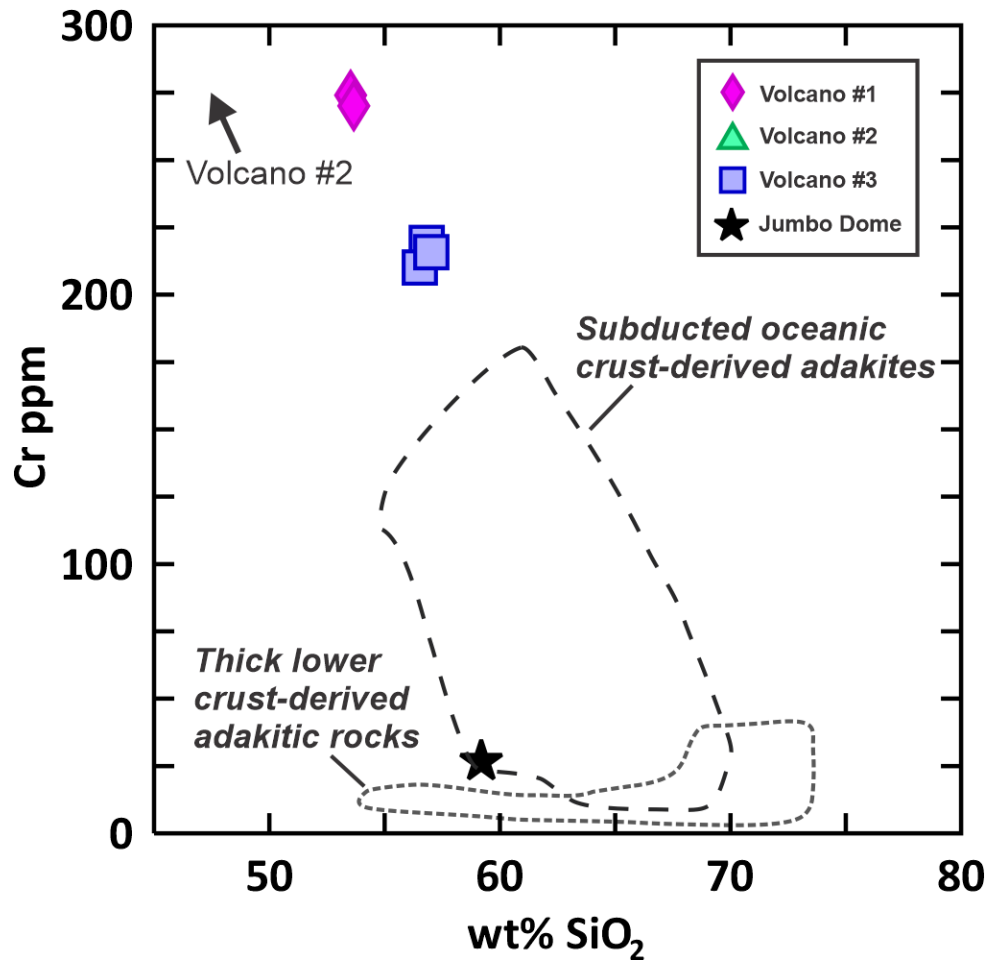 300
200
100
0
Cr ppm
Volcano #2
Volcano #1
Volcano #2
Volcano #3
Jumbo Dome
Subducted oceanic
crust-derived adakites
Thick lower
crust-derived
adakitic rocks
50 60 70 80
wt% SiO₂